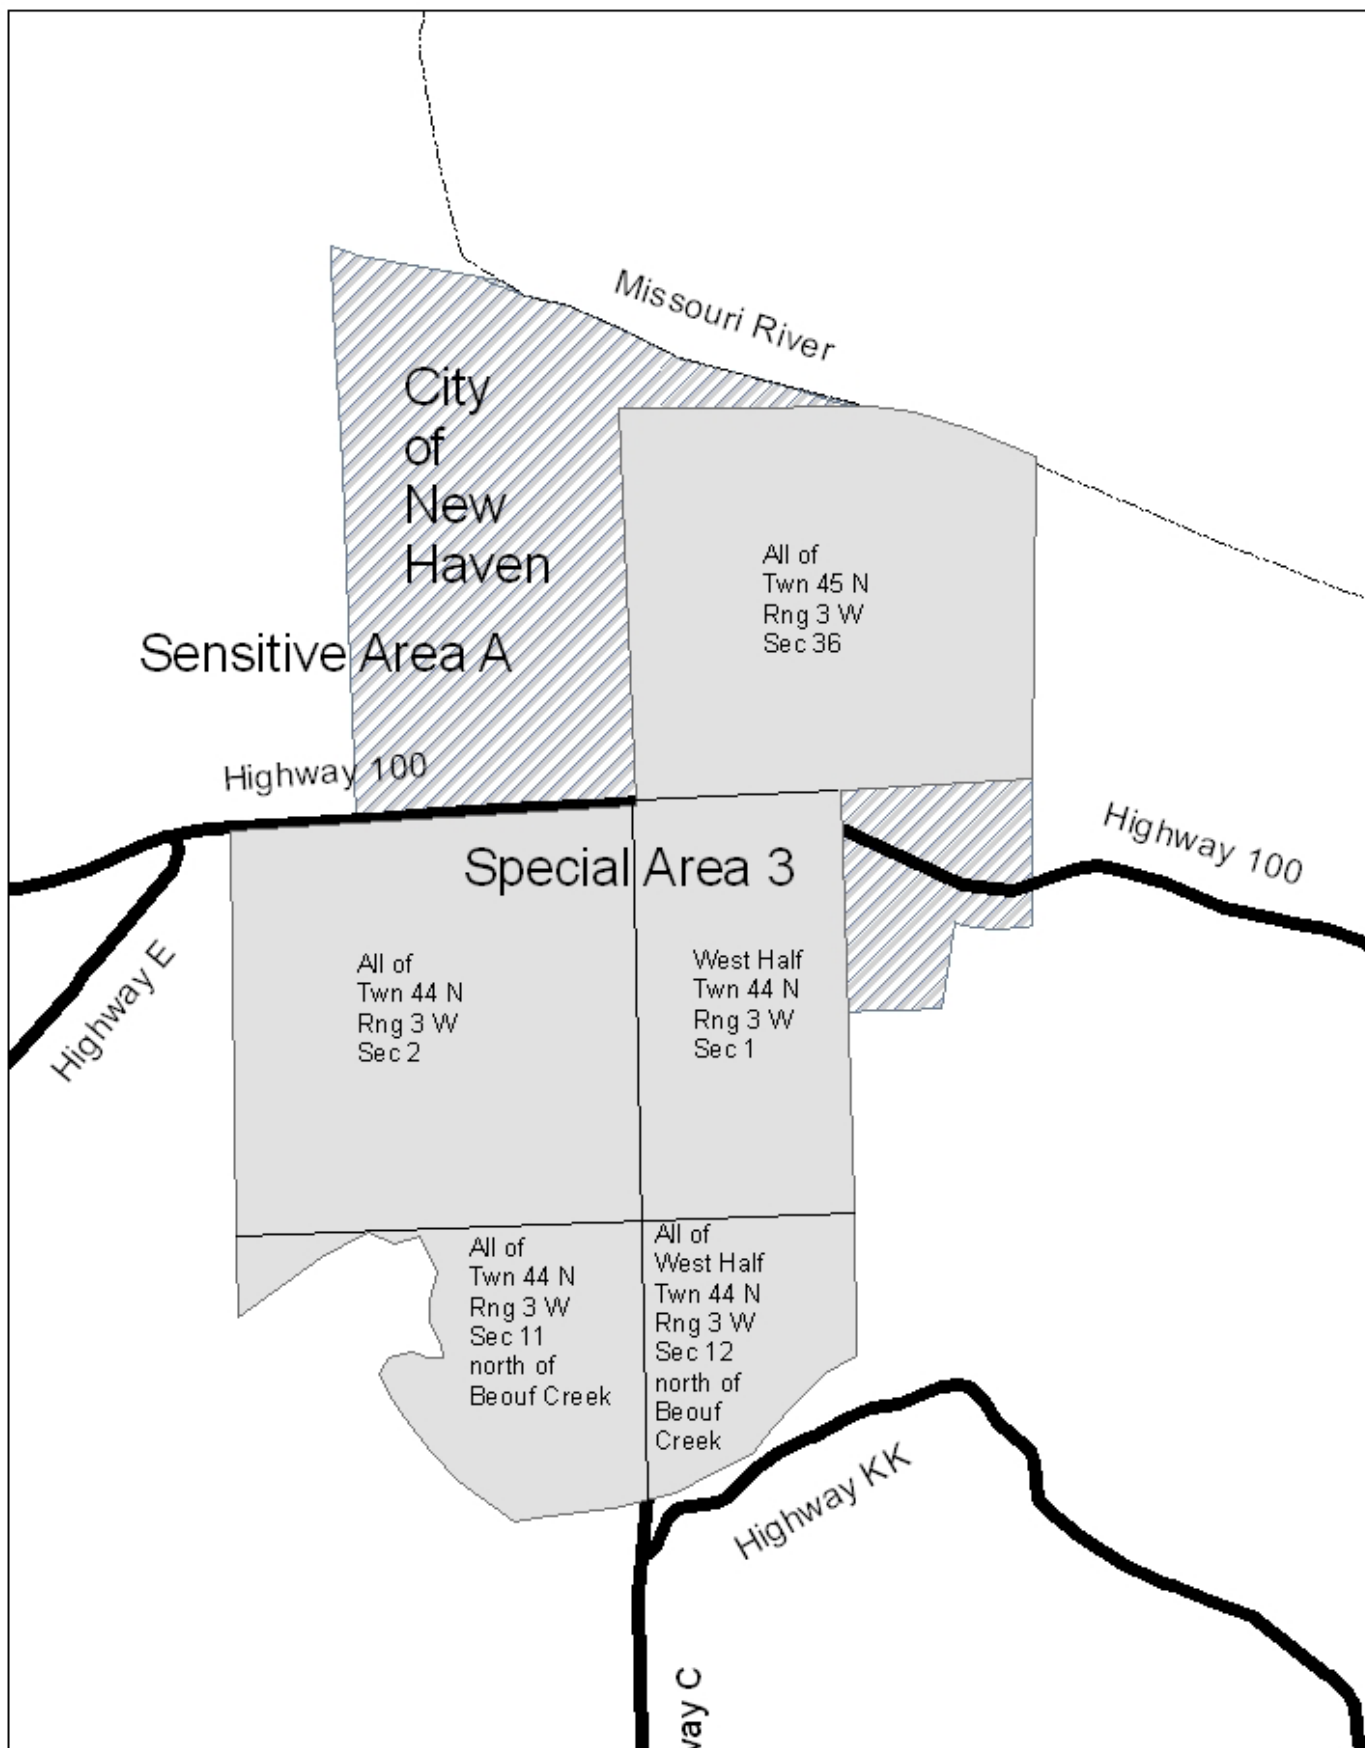 Missouri River
City
of
New
Haven
All of
Twn 45 N
Rng 3 W
Sec 36
Sensitive Area A
Highway 100
Highway 100
Special Area 3
Highway E
All of
Twn 44 N
Rng 3 W
Sec 2
West Half
Twn 44 N
Rng 3 W
Sec 1
All of
Twn 44 N
Rng 3 W
Sec 11
north of
Beouf Creek
All of
West Half
Twn 44 N
Rng 3 W
Sec 12
north of
Beouf
Creek
Highway KK
way C